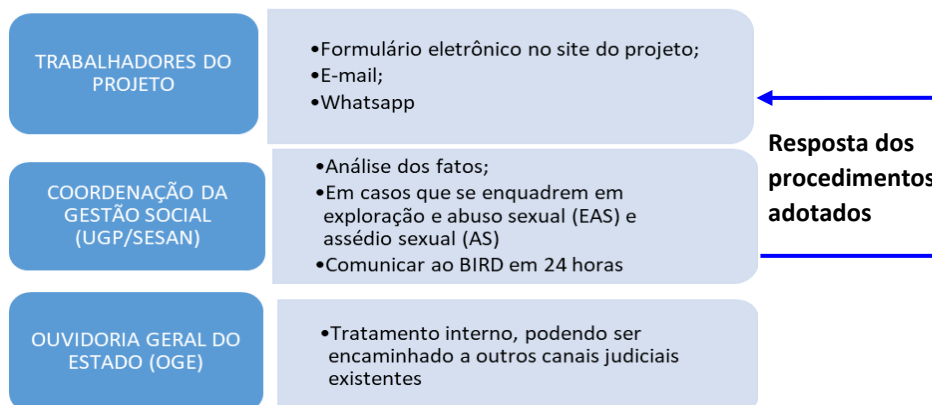 TRABALHADORES DO
PROJETO
•Formulário eletrônico no site do projeto;
•E-mail;
•Whatsapp
COORDENAÇÃO DA
GESTÃO SOCIAL
(UGP/SESAN)
•Análise dos fatos;
•Em casos que se enquadrem em
exploração e abuso sexual (EAS) e
assédio sexual (AS)
•Comunicar ao BIRD em 24 horas
Resposta dos
procedimentos
adotados
OUVIDORIA GERAL DO
ESTADO (OGE)
•Tratamento interno, podendo ser
encaminhado a outros canais judiciais
existentes